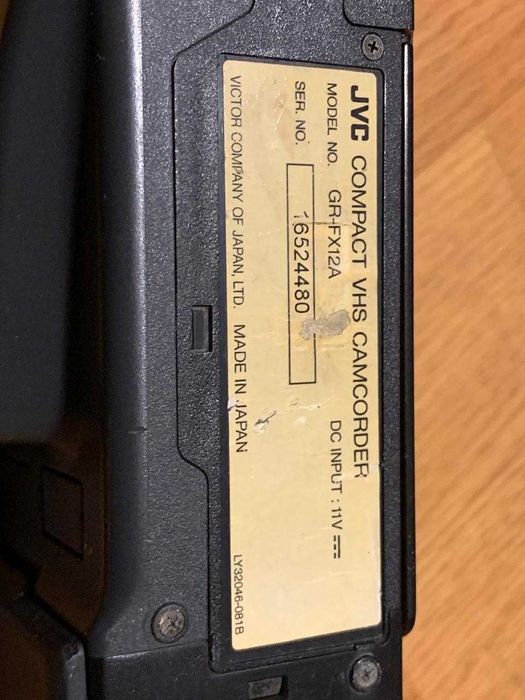 JVC COMPACT VHS CAMCORDER
MODEL NO. GR-FX12A DC INPUT : 11V ⎓
SER. NO. 16524480
VICTOR COMPANY OF JAPAN, LTD. MADE IN JAPAN
LY32046-081B